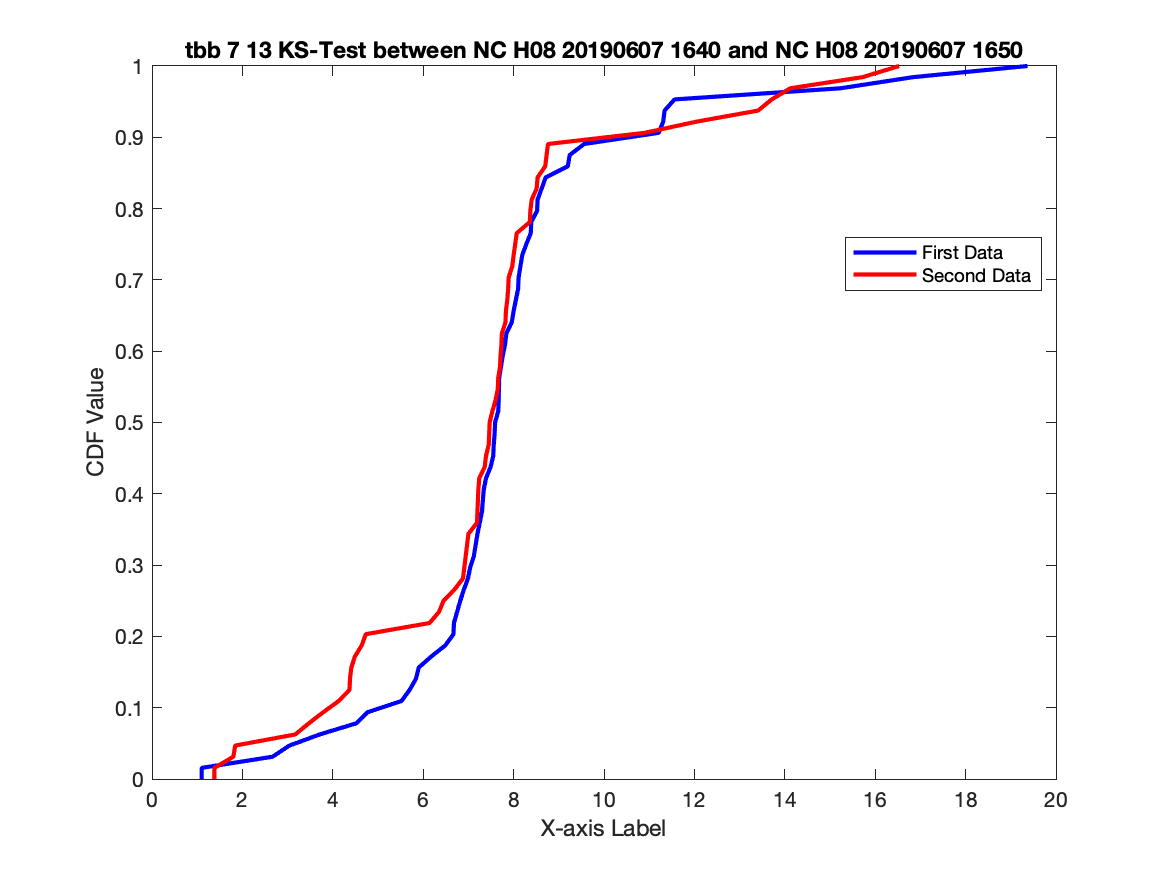 tbb 7 13 KS-Test between NC H08 20190607 1640 and NC H08 20190607 1650
1
0.9
0.8
0.7
0.6
0.5
0.4
0.3
0.2
0.1
0
CDF Value
First Data
Second Data
0 2 4 6 8 10 12 14 16 18 20
X-axis Label